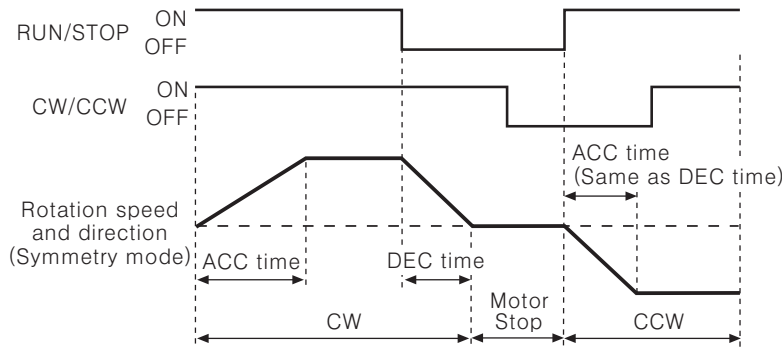 RUN/STOP
ON
OFF
CW/CCW
ON
OFF
ACC time
(Same as DEC time)
Rotation speed
and direction
(Symmetry mode)
ACC time
DEC time
CW
Motor
Stop
CCW